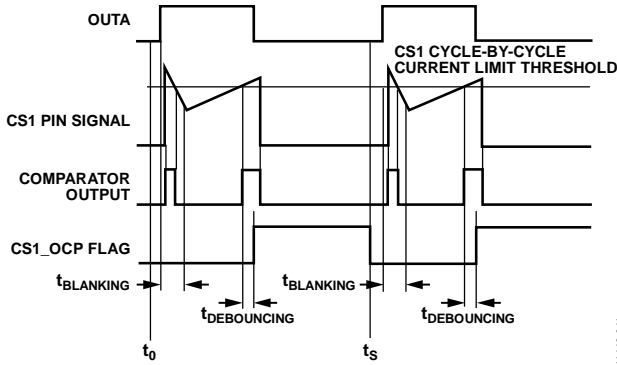 OUTA
CS1 CYCLE-BY-CYCLE
CURRENT LIMIT THRESHOLD
CS1 PIN SIGNAL
COMPARATOR
OUTPUT
CS1_OCP FLAG
tBLANKING
tDEBOUNCING
tBLANKING
tDEBOUNCING
t0
tS